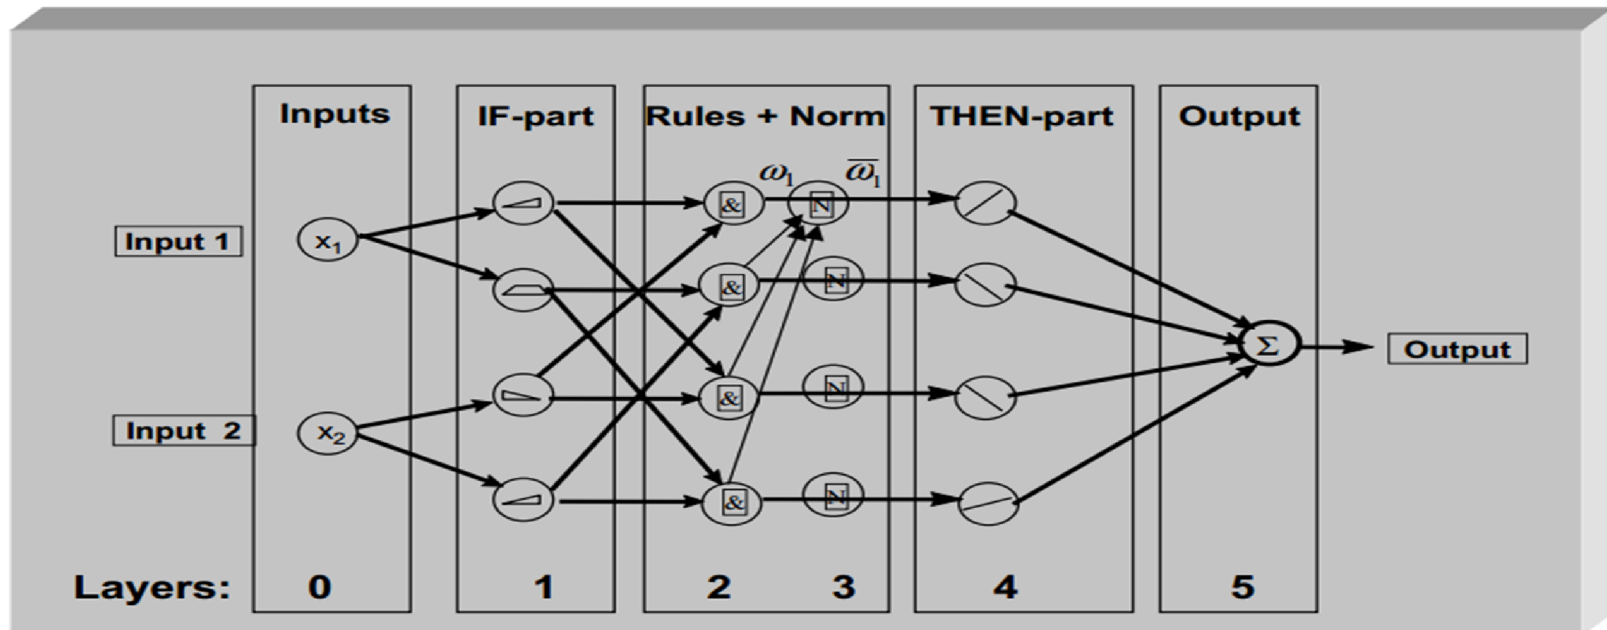 Inputs IF-part Rules + Norm THEN-part Output
ω1 ω̅1
& N
Input 1 x1
& N
Output
Σ
& N
Input 2 x2
& N
Layers: 0 1 2 3 4 5